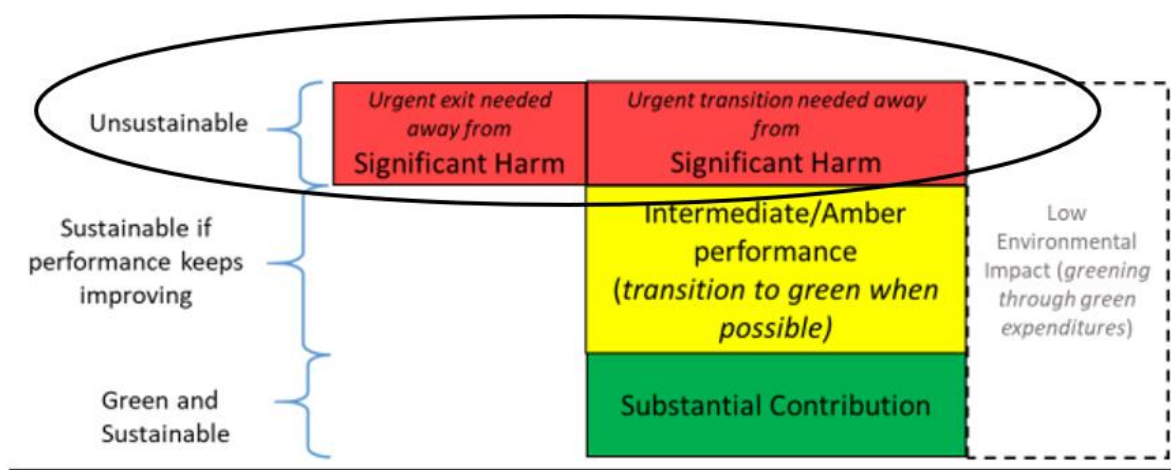 Unsustainable
Urgent exit needed
away from
Significant Harm
Urgent transition needed away
from
Significant Harm
Sustainable if
performance keeps
improving
Intermediate/Amber
performance
(transition to green when
possible)
Low
Environmental
Impact (greening
through green
expenditures)
Green and
Sustainable
Substantial Contribution